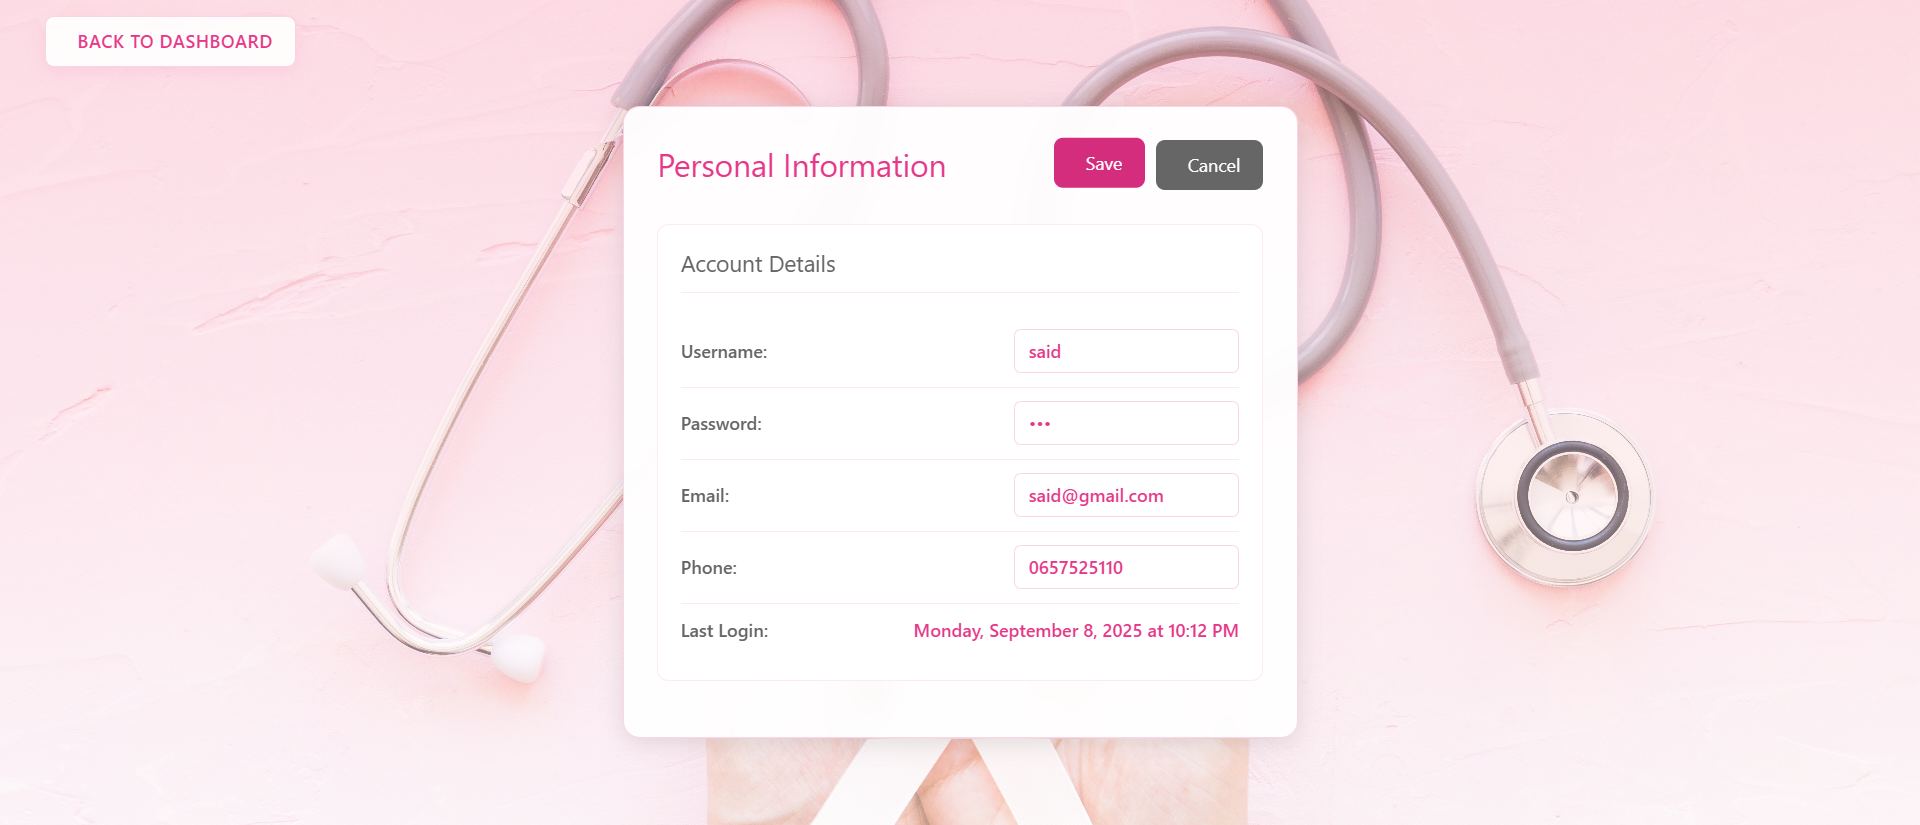 BACK TO DASHBOARD
Personal Information
Save
Cancel
Account Details
Username:
said
Password:
•••
Email:
said@gmail.com
Phone:
0657525110
Last Login:
Monday, September 8, 2025 at 10:12 PM